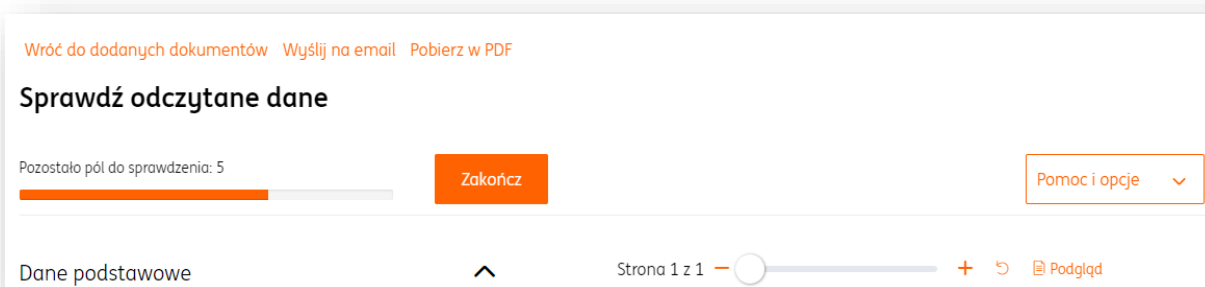 Wróć do dodanych dokumentów Wyślij na email Pobierz w PDF
Sprawdź odczytane dane
Pozostało pól do sprawdzenia: 5
Zakończ
Pomoc i opcje
Dane podstawowe
Strona 1 z 1
Podgląd